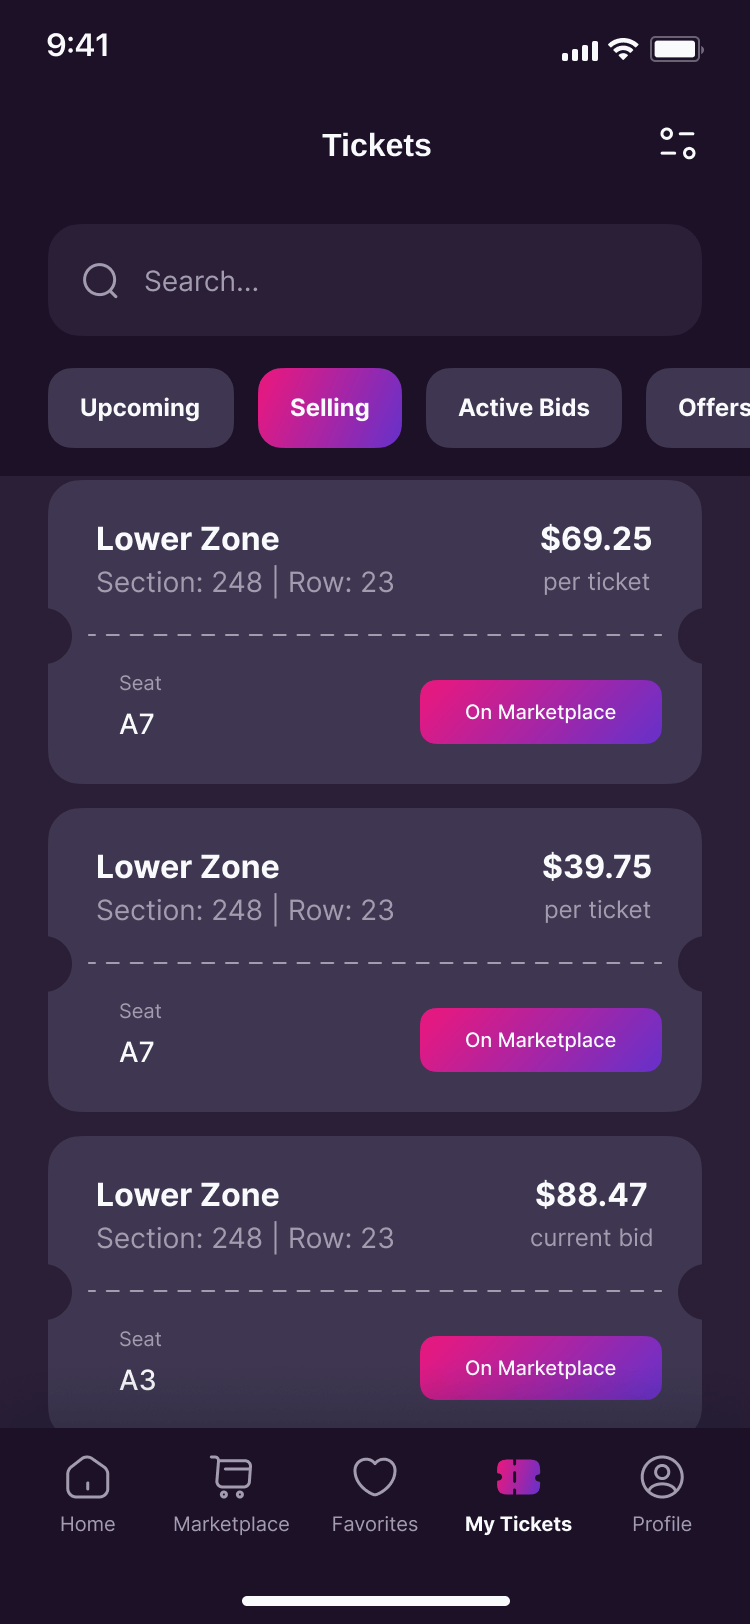 9:41
Tickets
Search...
Upcoming Selling Active Bids Offers
Lower Zone $69.25
Section: 248 | Row: 23 per ticket
Seat
A7 On Marketplace
Lower Zone $39.75
Section: 248 | Row: 23 per ticket
Seat
A7 On Marketplace
Lower Zone $88.47
Section: 248 | Row: 23 current bid
Seat
A3 On Marketplace
Home Marketplace Favorites My Tickets Profile